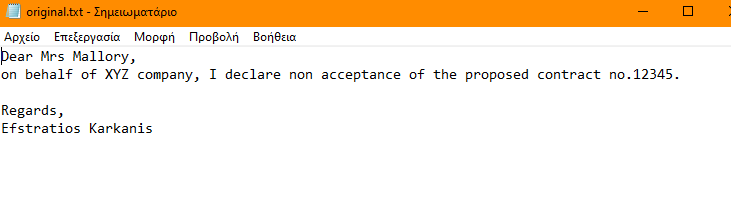 original.txt - Σημειωματάριο
Αρχείο Επεξεργασία Μορφή Προβολή Βοήθεια
Dear Mrs Mallory,
on behalf of XYZ company, I declare non acceptance of the proposed contract no.12345.
Regards,
Efstratios Karkanis